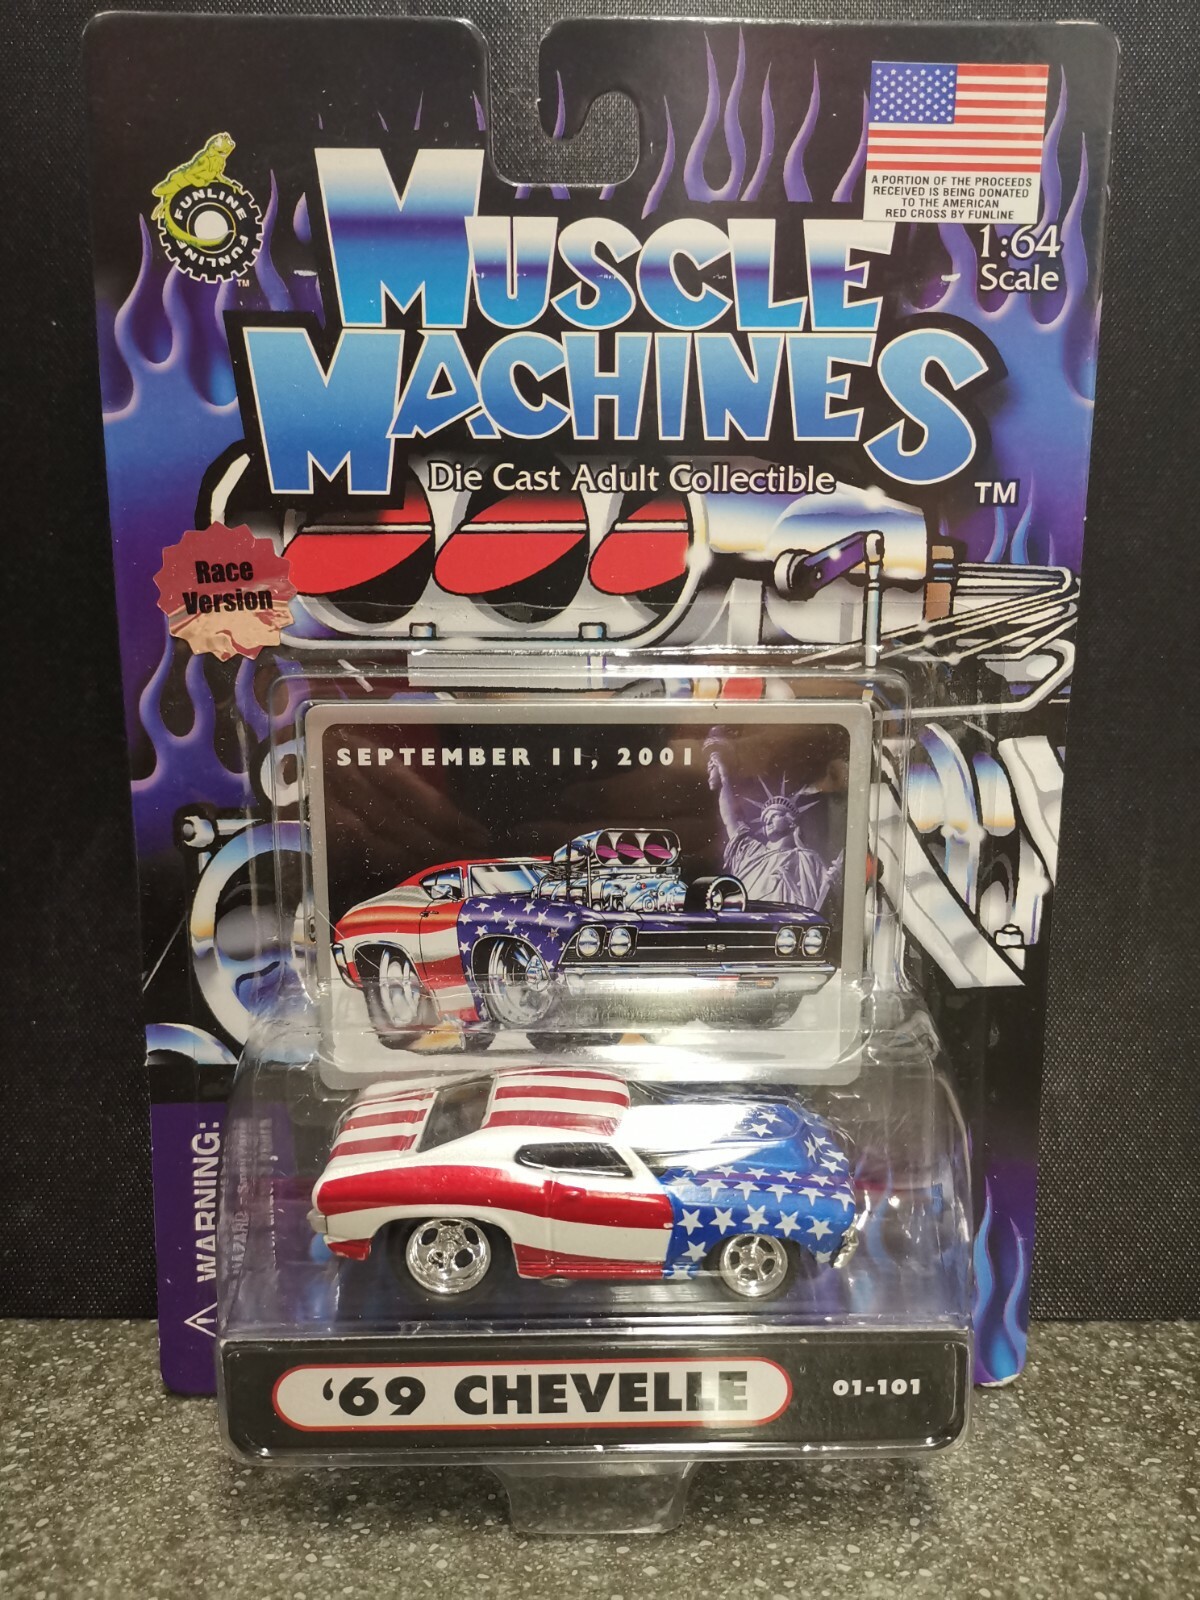 FUNLINE
FUNLINE
TM
A PORTION OF THE PROCEEDS
RECEIVED IS BEING DONATED
TO THE AMERICAN
RED CROSS BY FUNLINE
1:64
Scale
MUSCLE
MACHINES
TM
Die Cast Adult Collectible
Race
Version
SEPTEMBER 11, 2001
SS
WARNING:
'69 CHEVELLE
01-101